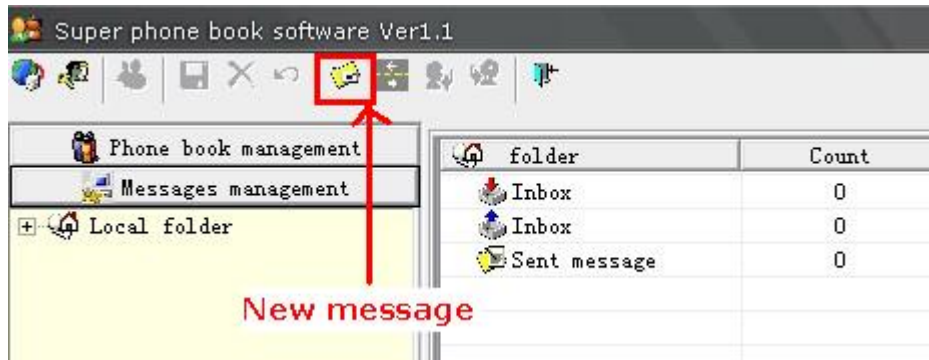 Super phone book software Ver1.1
Phone book management
Messages management
Local folder
folder Count
Inbox 0
Inbox 0
Sent message 0
New message